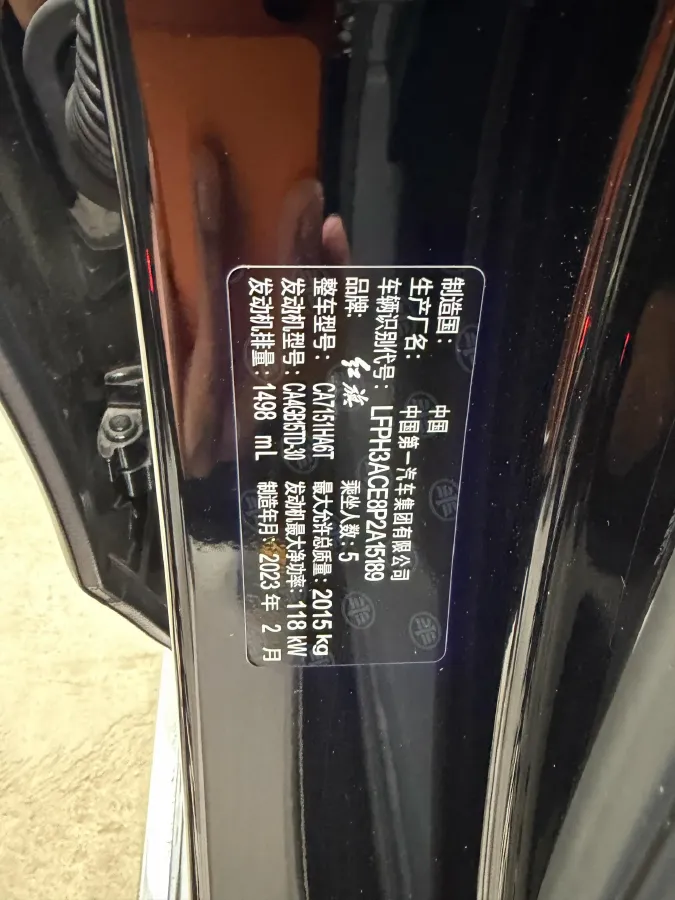 制造国: 中国
生产厂名: 中国第一汽车集团有限公司
车辆识别代号: LFPH3ACE8P2A15189
品牌: 红旗 乘坐人数: 5
整车型号: CA7151HA6T 最大允许总质量: 2015 kg
发动机型号: CA4GB15TD-30 发动机最大净功率: 118 kW
发动机排量: 1498 mL 制造年月: 2023 年 2 月